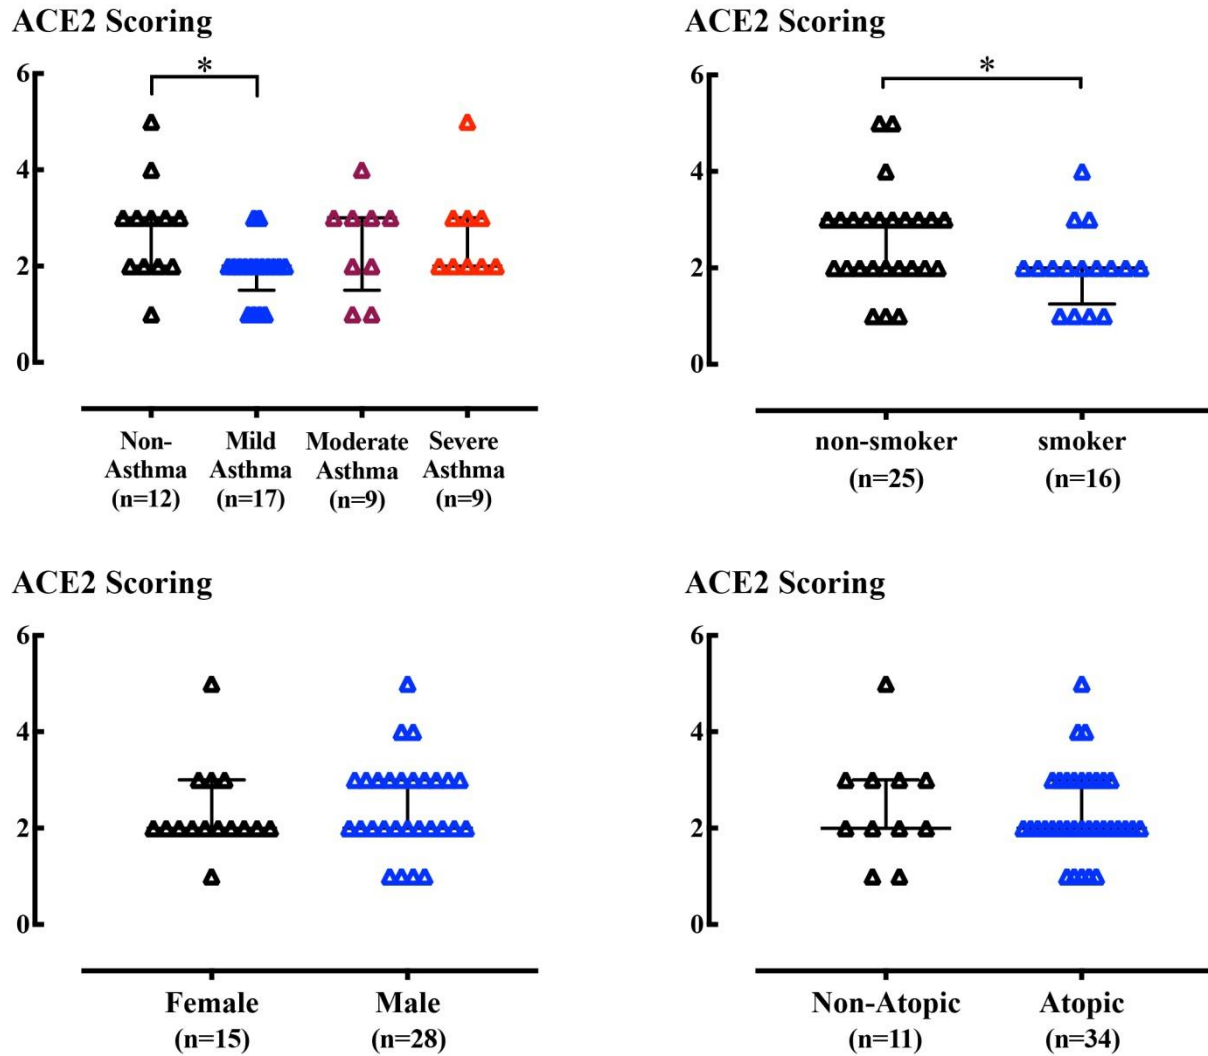 ACE2 Scoring
*
6
4
2
0
Non-
Asthma
(n=12)
Mild
Asthma
(n=17)
Moderate
Asthma
(n=9)
Severe
Asthma
(n=9)
ACE2 Scoring
*
6
4
2
0
non-smoker
(n=25)
smoker
(n=16)
ACE2 Scoring
6
4
2
0
Female
(n=15)
Male
(n=28)
ACE2 Scoring
6
4
2
0
Non-Atopic
(n=11)
Atopic
(n=34)